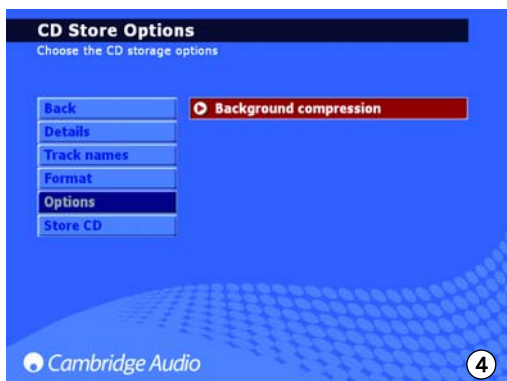 CD Store Options
Choose the CD storage options
Back
Background compression
Details
Track names
Format
Options
Store CD
Cambridge Audio
4